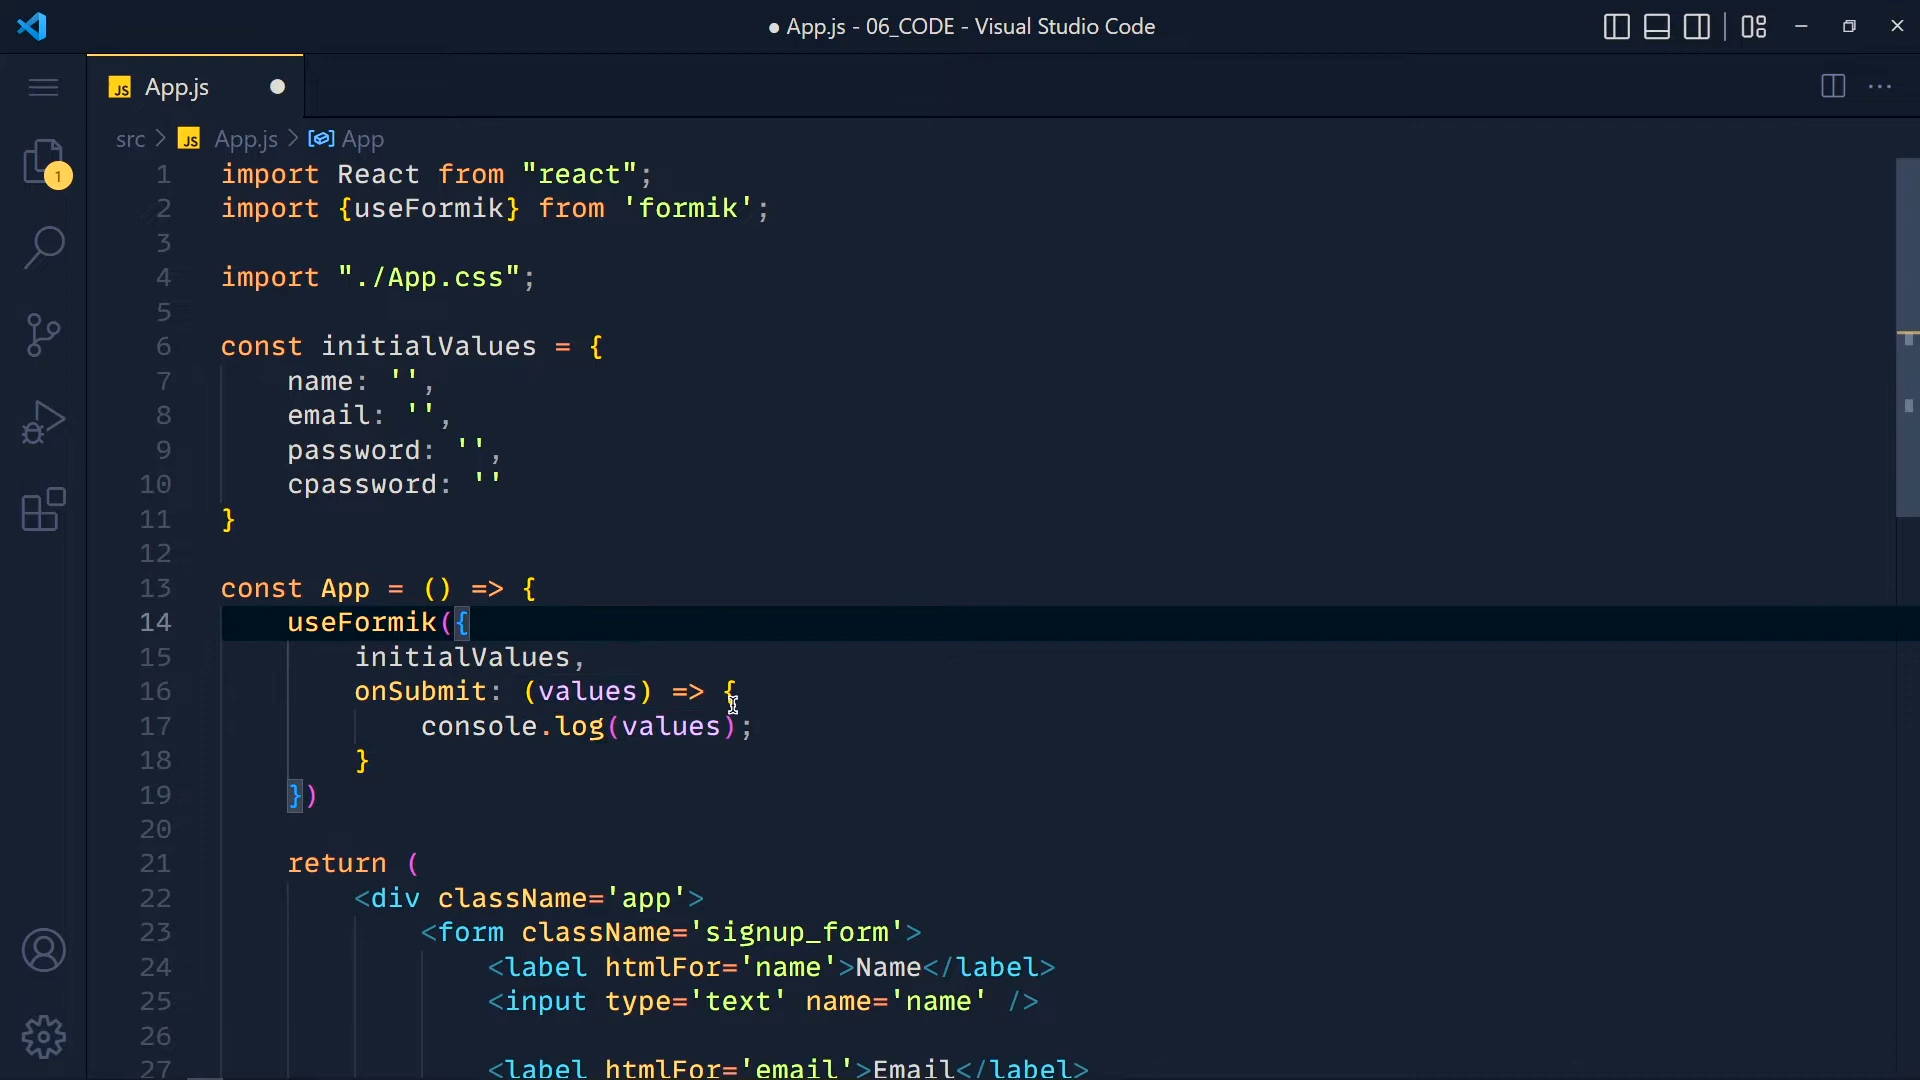 ● App.js - 06_CODE - Visual Studio Code
JS App.js ●
src > JS App.js > App
1 import React from "react";
2 import {useFormik} from 'formik';
3
4 import "./App.css";
5
6 const initialValues = {
7 name: '',
8 email: '',
9 password: '',
10 cpassword: ''
11 }
12
13 const App = () => {
14 useFormik({
15 initialValues,
16 onSubmit: (values) => {
17 console.log(values);
18 }
19 })
20
21 return (
22 <div className='app'>
23 <form className='signup_form'>
24 <label htmlFor='name'>Name</label>
25 <input type='text' name='name' />
26
27 <label htmlFor='email'>Email</label>
1